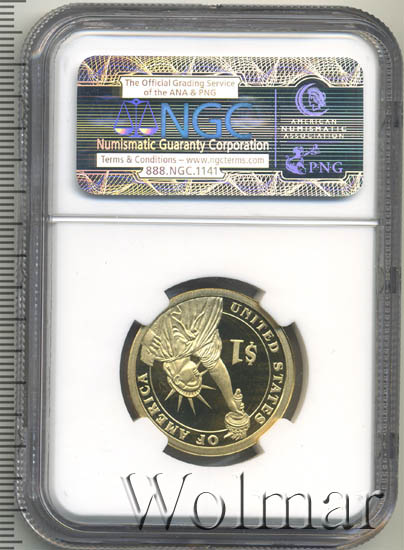 The Official Grading Service
of the ANA & PNG
NGC
Numismatic Guaranty Corporation
Terms & Conditions – www.ngcterms.com
888.NGC.1141
AMERICAN
NUMISMATIC
ASSOCIATION
PNG
UNITED STATES
OF AMERICA
$1
Wolmar